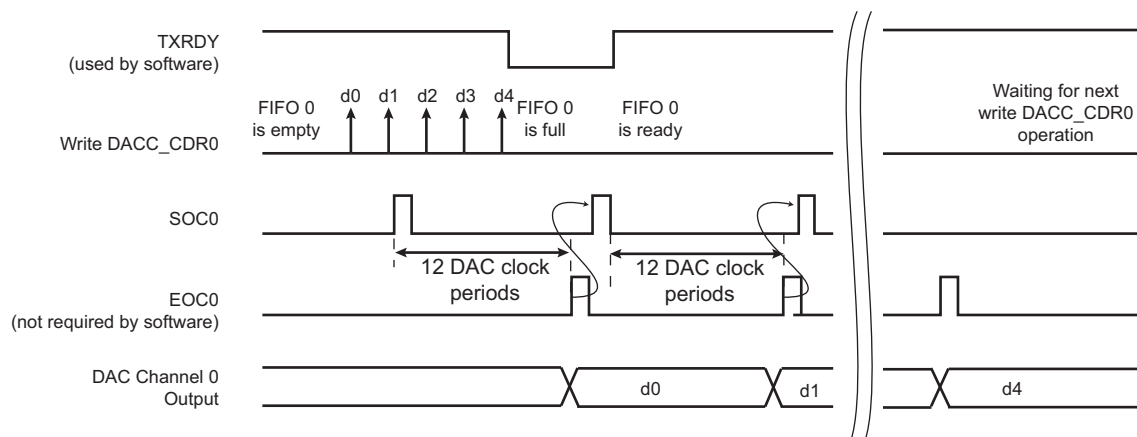 TXRDY
(used by software)
FIFO 0
is empty
d0
d1
d2
d3
d4
FIFO 0
is full
FIFO 0
is ready
Waiting for next
write DACC_CDR0
operation
Write DACC_CDR0
SOC0
12 DAC clock
periods
12 DAC clock
periods
EOC0
(not required by software)
DAC Channel 0
Output
d0
d1
d4